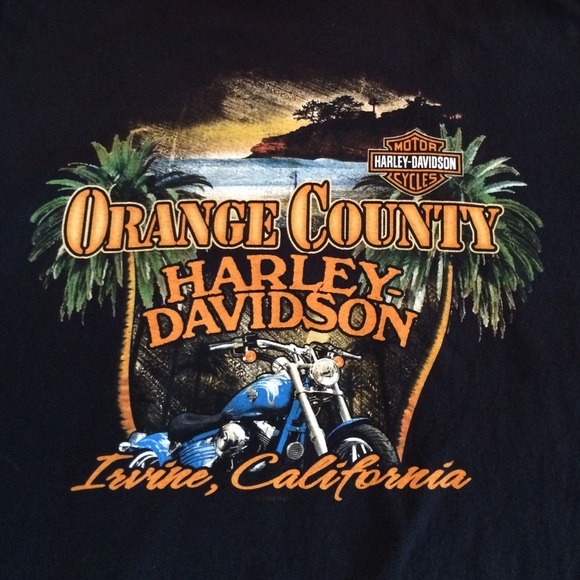 MOTOR
HARLEY-DAVIDSON
CYCLES
ORANGE COUNTY
HARLEY-
DAVIDSON
Irvine, California